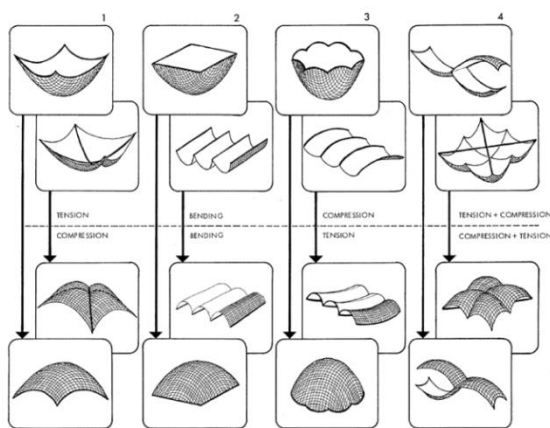 1 2 3 4
TENSION BENDING COMPRESSION TENSION + COMPRESSION
COMPRESSION BENDING TENSION COMPRESSION + TENSION